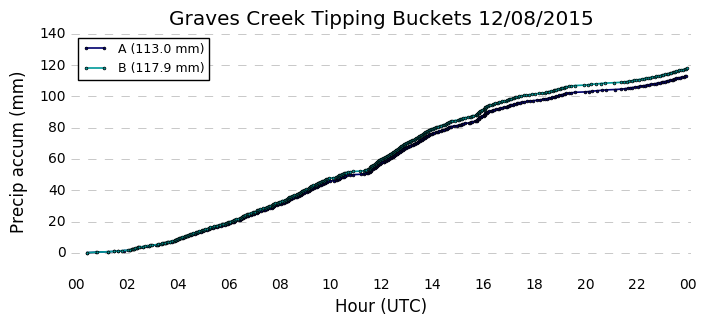 Graves Creek Tipping Buckets 12/08/2015
140
A (113.0 mm)
120
B (117.9 mm)
100
80
60
40
20
0
Precip accum (mm)
00 02 04 06 08 10 12 14 16 18 20 22 00
Hour (UTC)